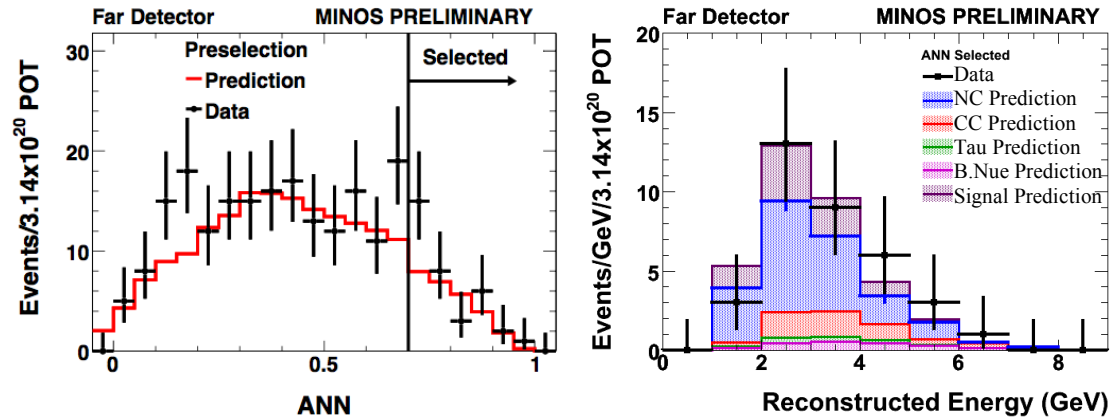 Far Detector MINOS PRELIMINARY
Events/3.14x10²⁰ POT
30
20
10
0
Preselection
Prediction
Data
Selected
0 0.5 1
ANN
Far Detector MINOS PRELIMINARY
Events/GeV/3.14x10²⁰ POT
20
15
10
5
0
ANN Selected
Data
NC Prediction
CC Prediction
Tau Prediction
B.Nue Prediction
Signal Prediction
0 2 4 6 8
Reconstructed Energy (GeV)